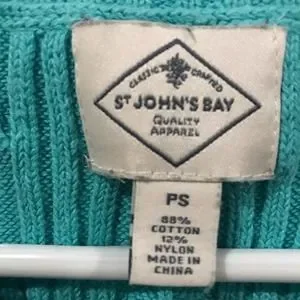 CLASSIC CRAFTED
ST JOHN'S BAY
QUALITY
APPAREL
PS
88%
COTTON
12%
NYLON
MADE IN
CHINA